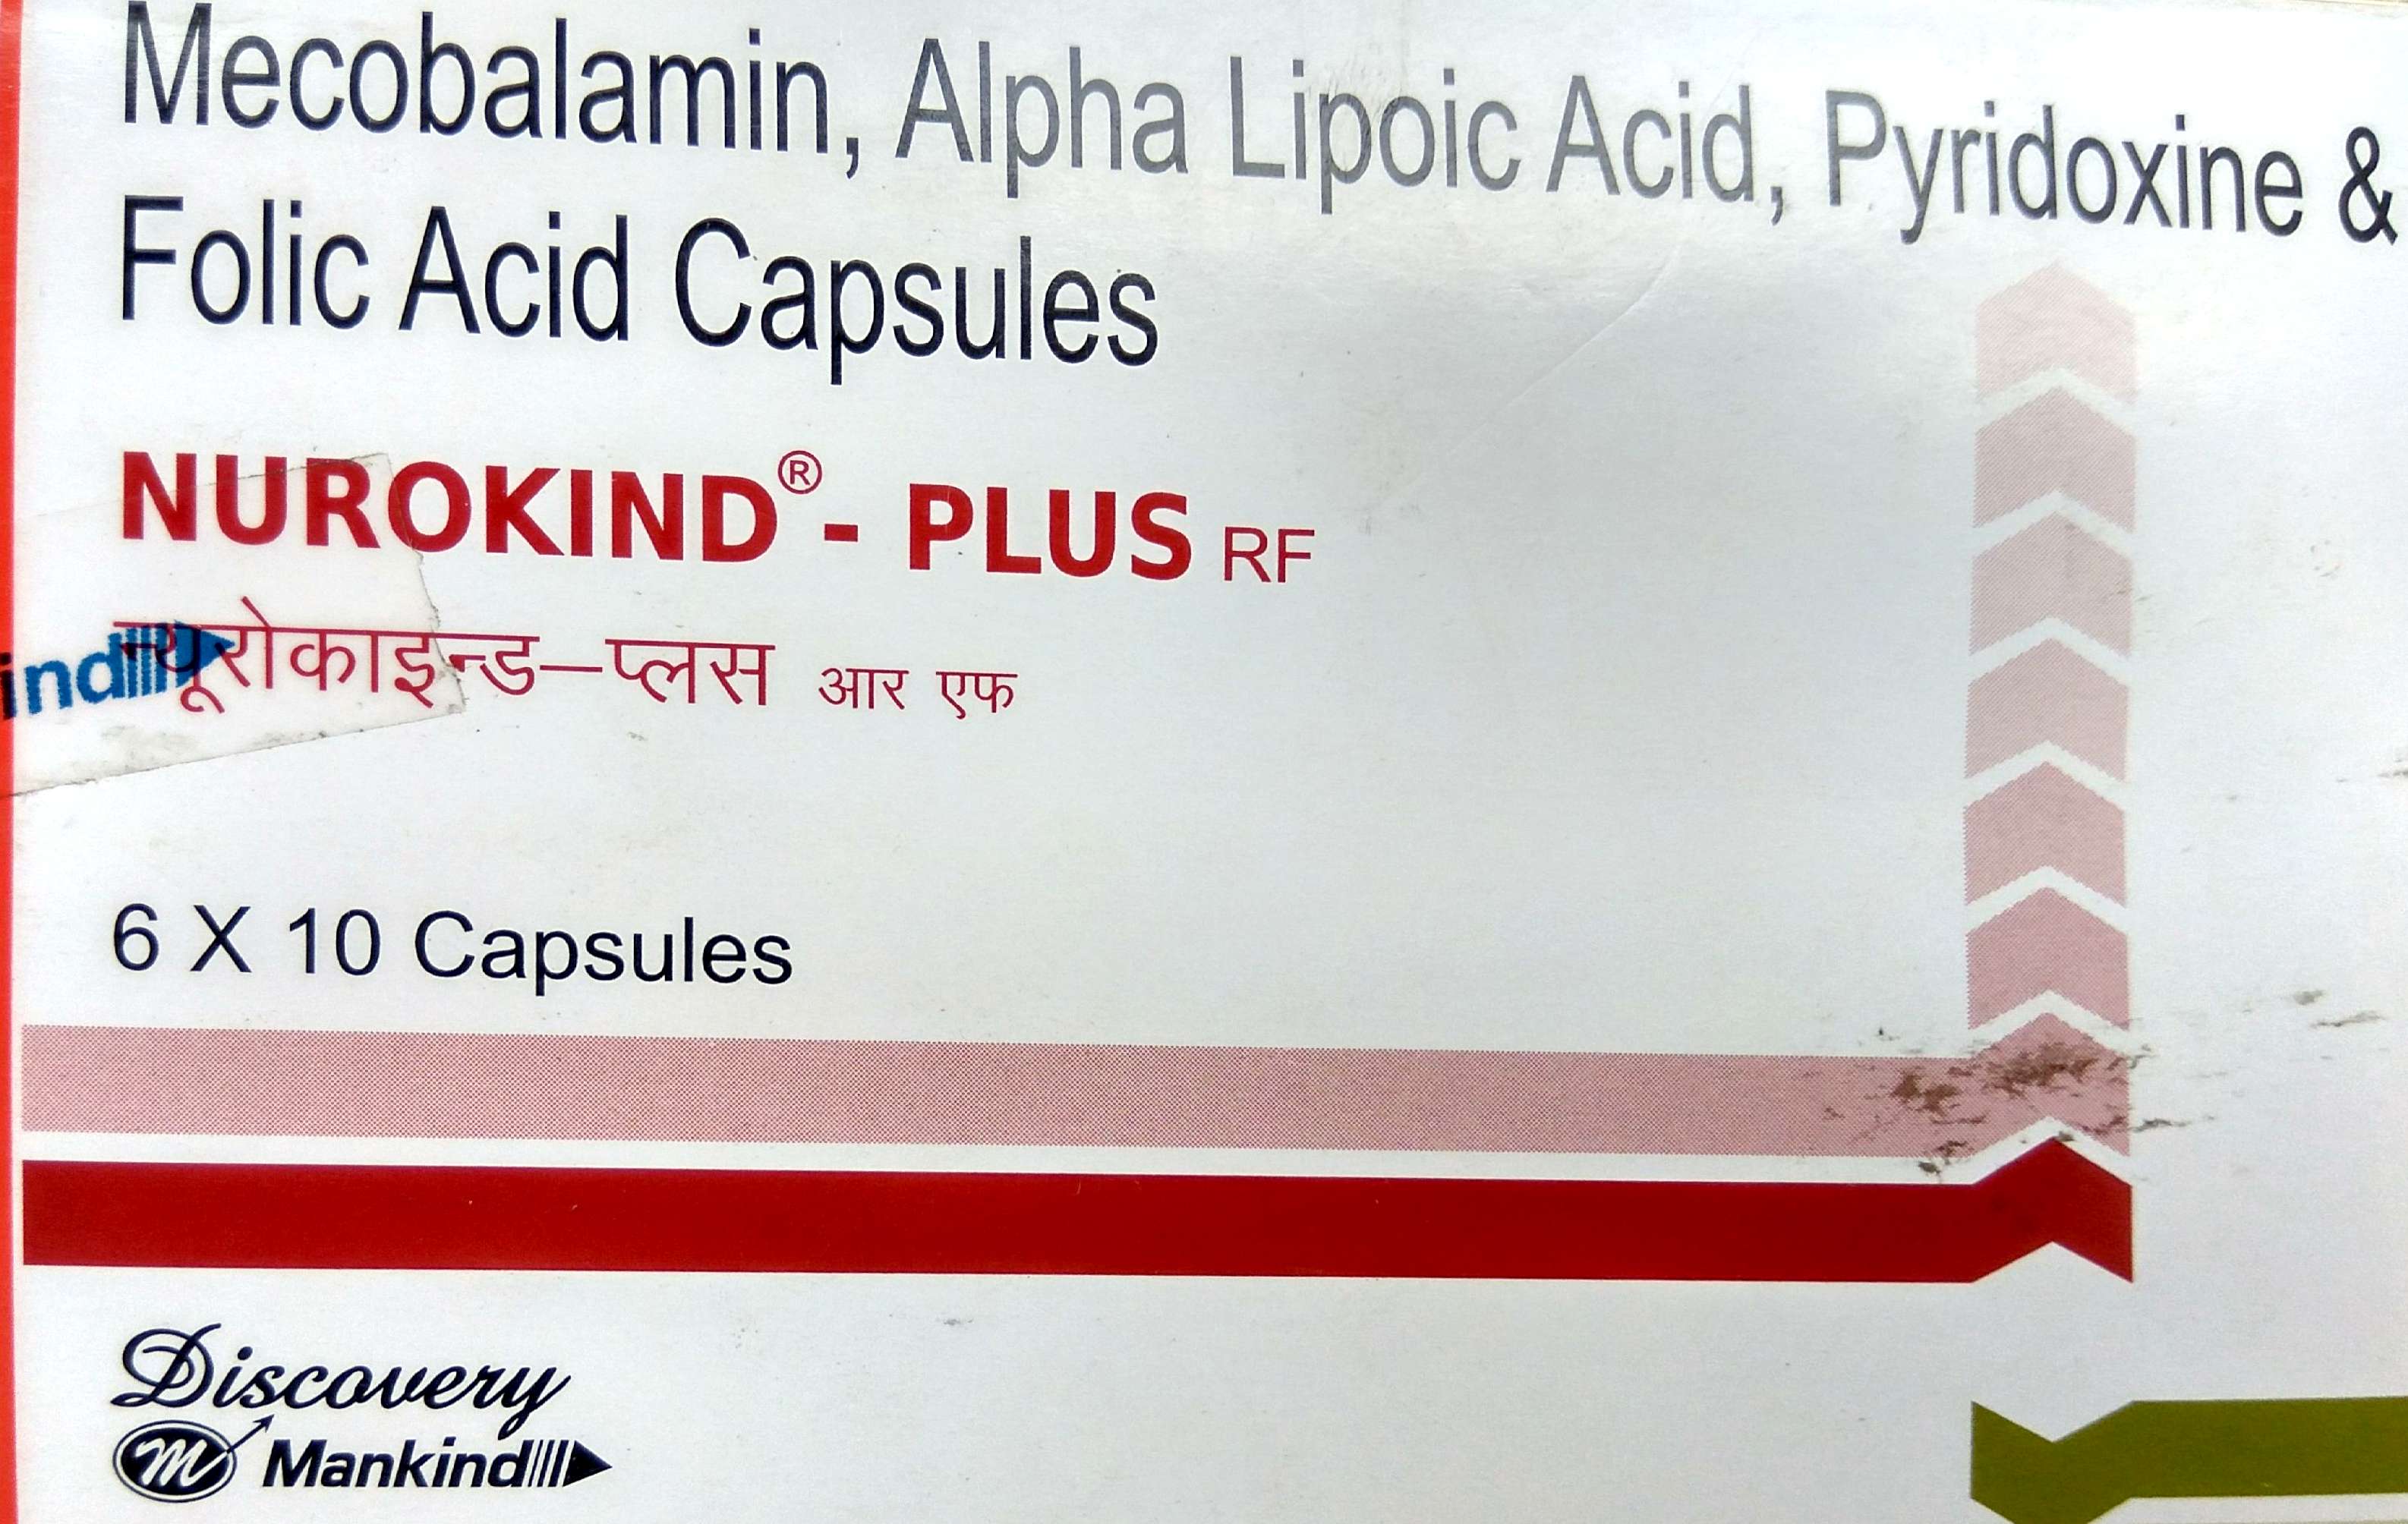 Mecobalamin, Alpha Lipoic Acid, Pyridoxine &
Folic Acid Capsules
NUROKIND® - PLUS RF
न्यूरोकाइन्ड–प्लस आर एफ
ind
6 X 10 Capsules
Discovery
m Mankind